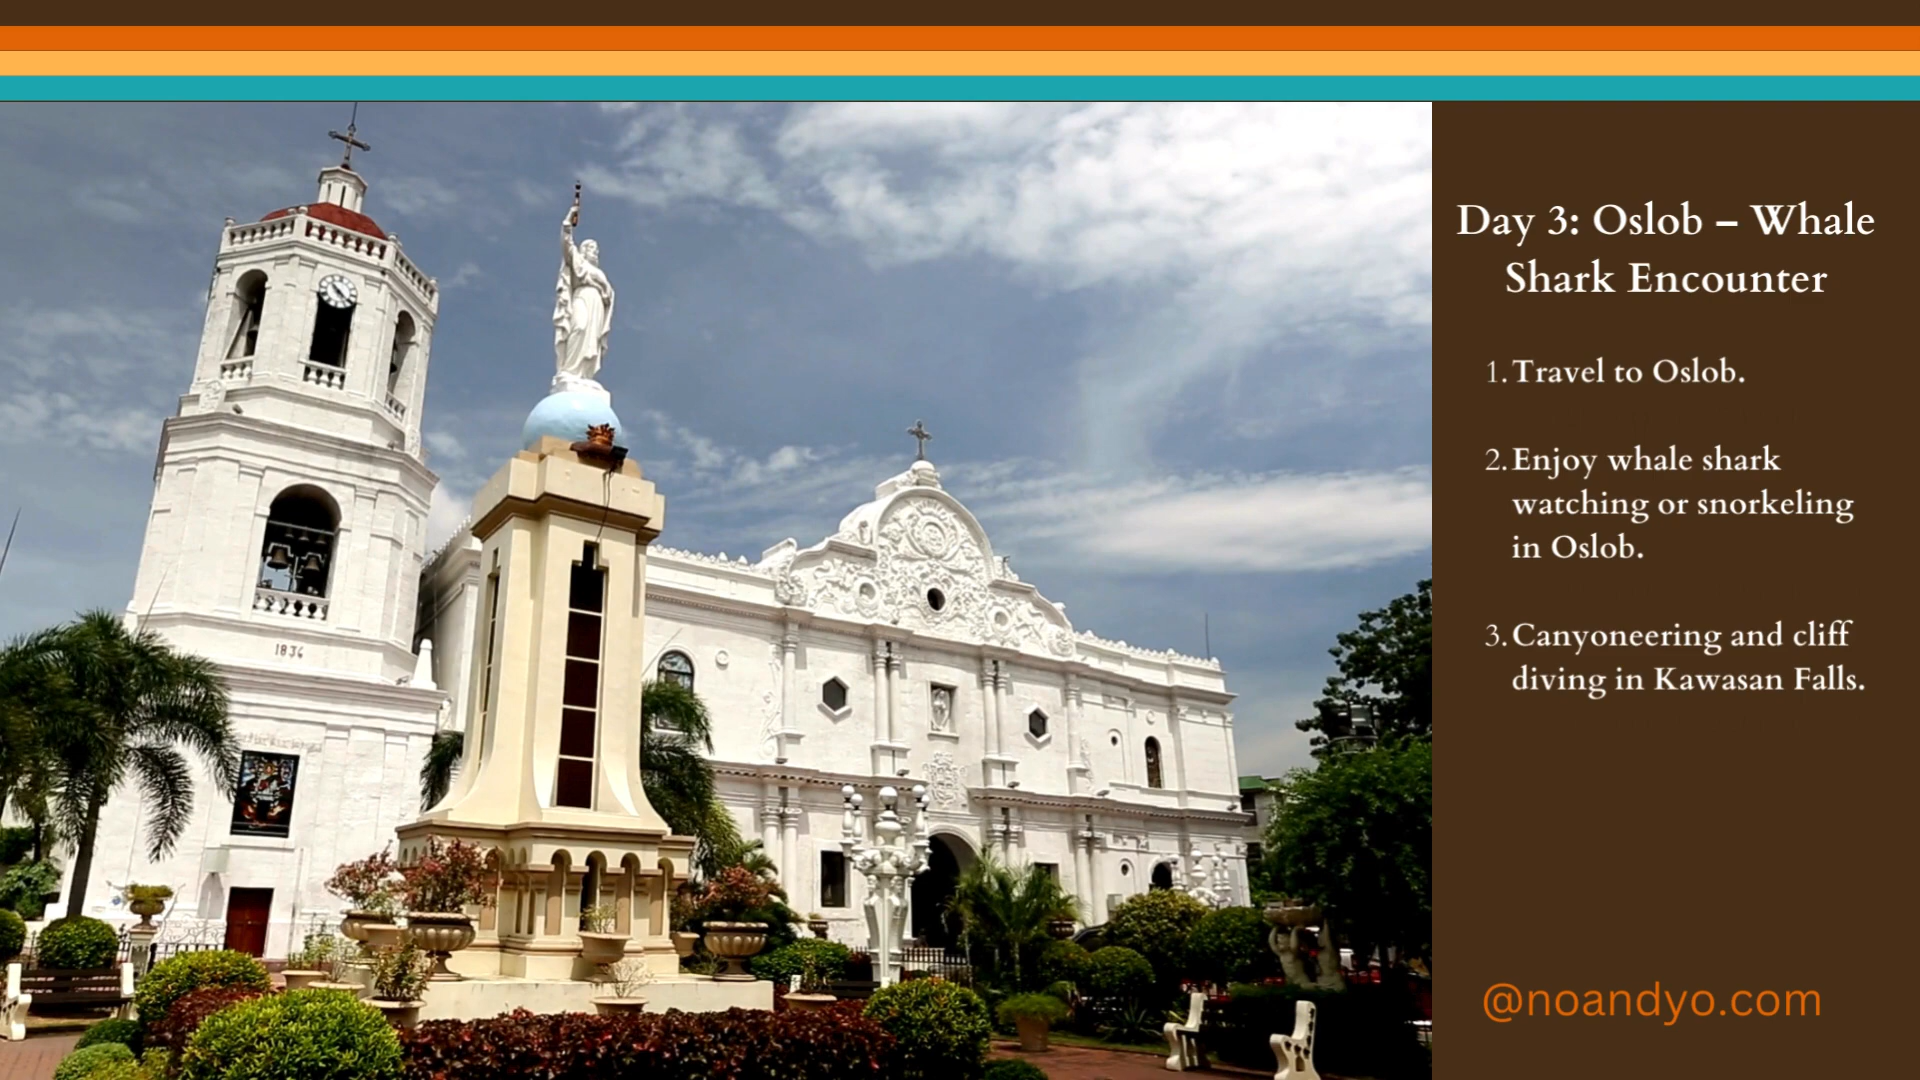 Day 3: Oslob – Whale
Shark Encounter
1. Travel to Oslob.
2. Enjoy whale shark
watching or snorkeling
in Oslob.
3. Canyoneering and cliff
diving in Kawasan Falls.
1836
@noandyo.com